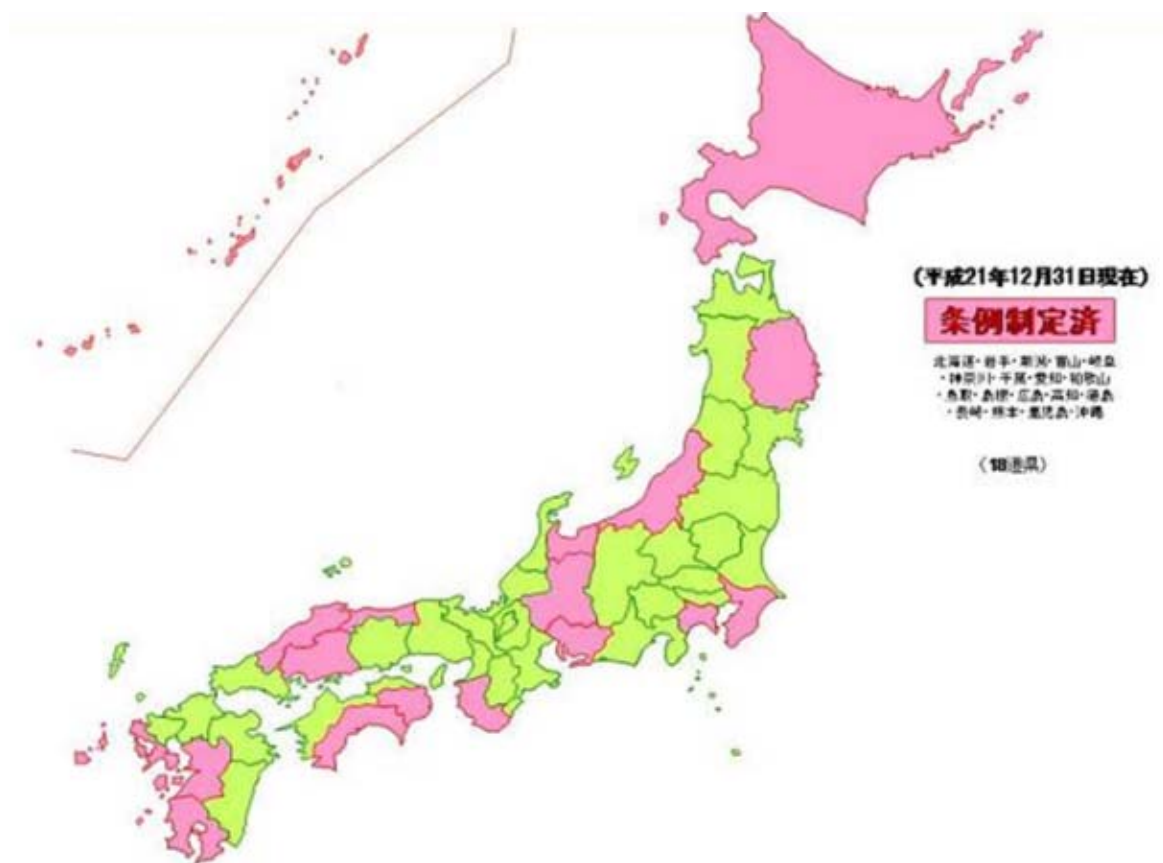 (平成21年12月31日現在)
条例制定済
北海道・岩手・新潟・富山・岐阜
・神奈川・千葉・愛知・和歌山
・鳥取・島根・広島・高知・徳島
・長崎・熊本・鹿児島・沖縄
(18道県)